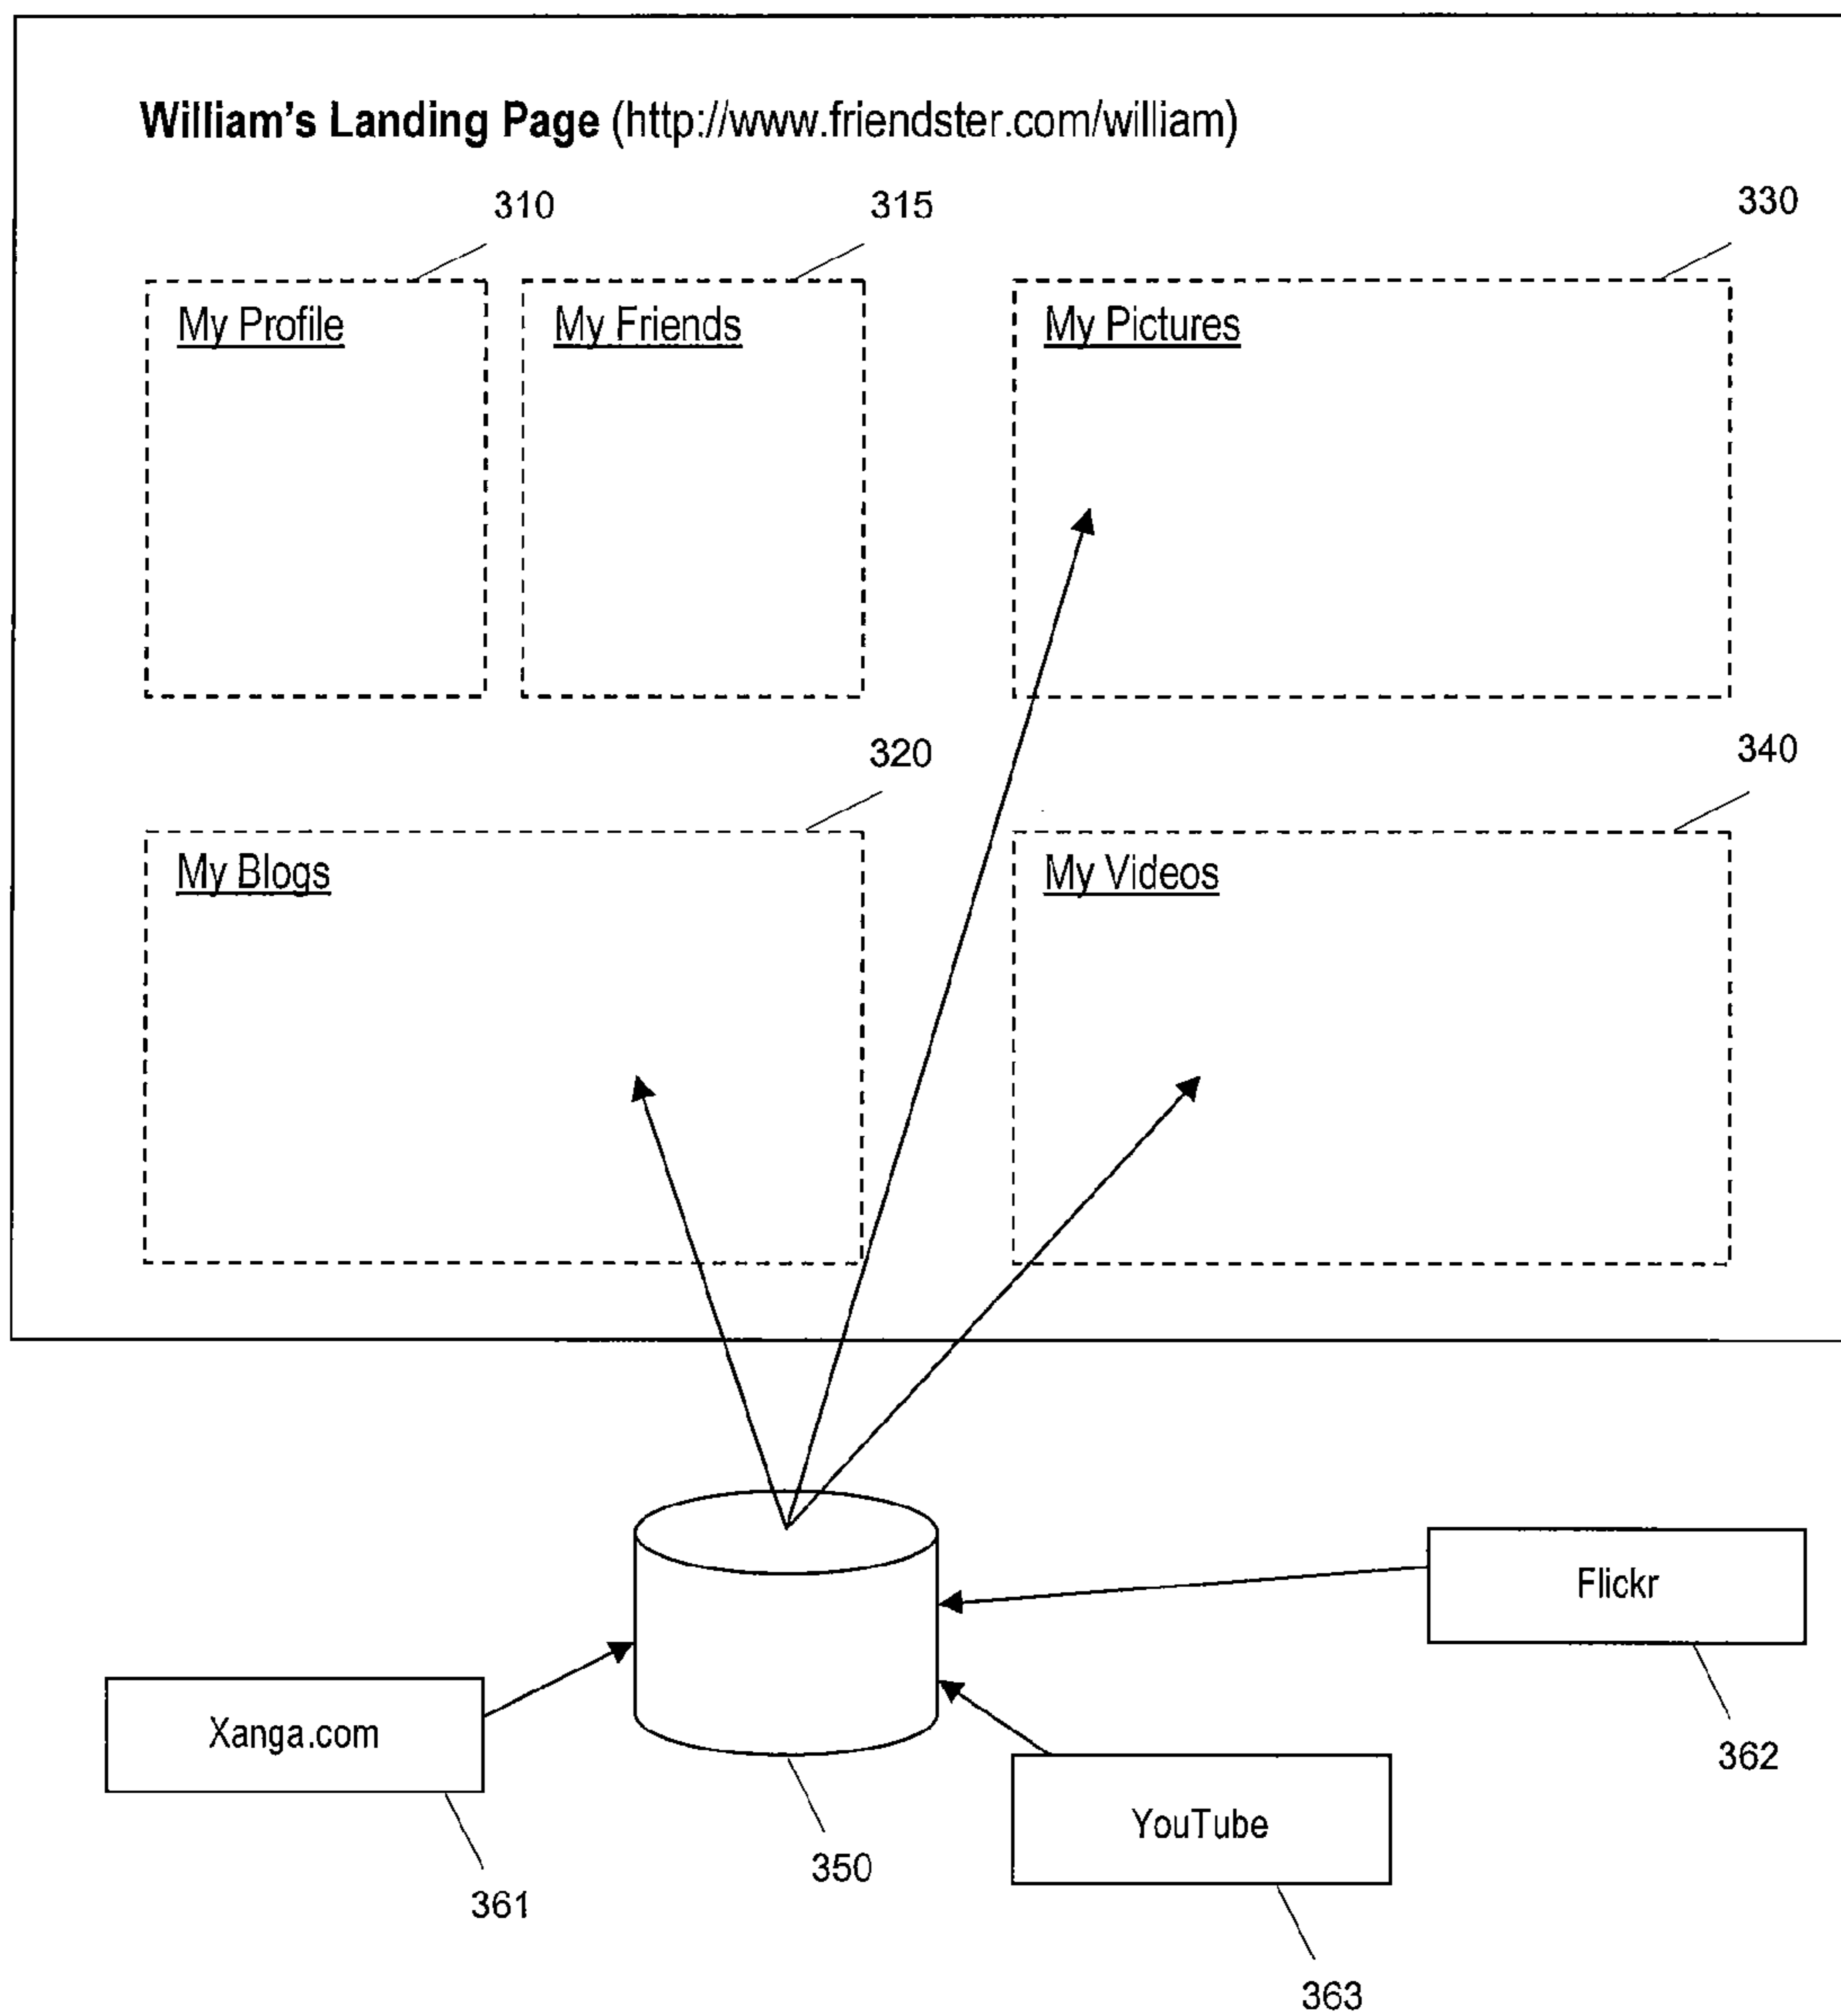 William's Landing Page (http://www.friendster.com/william)
310
315
330
My Profile
My Friends
My Pictures
320
340
My Blogs
My Videos
Flickr
Xanga.com
362
YouTube
350
361
363